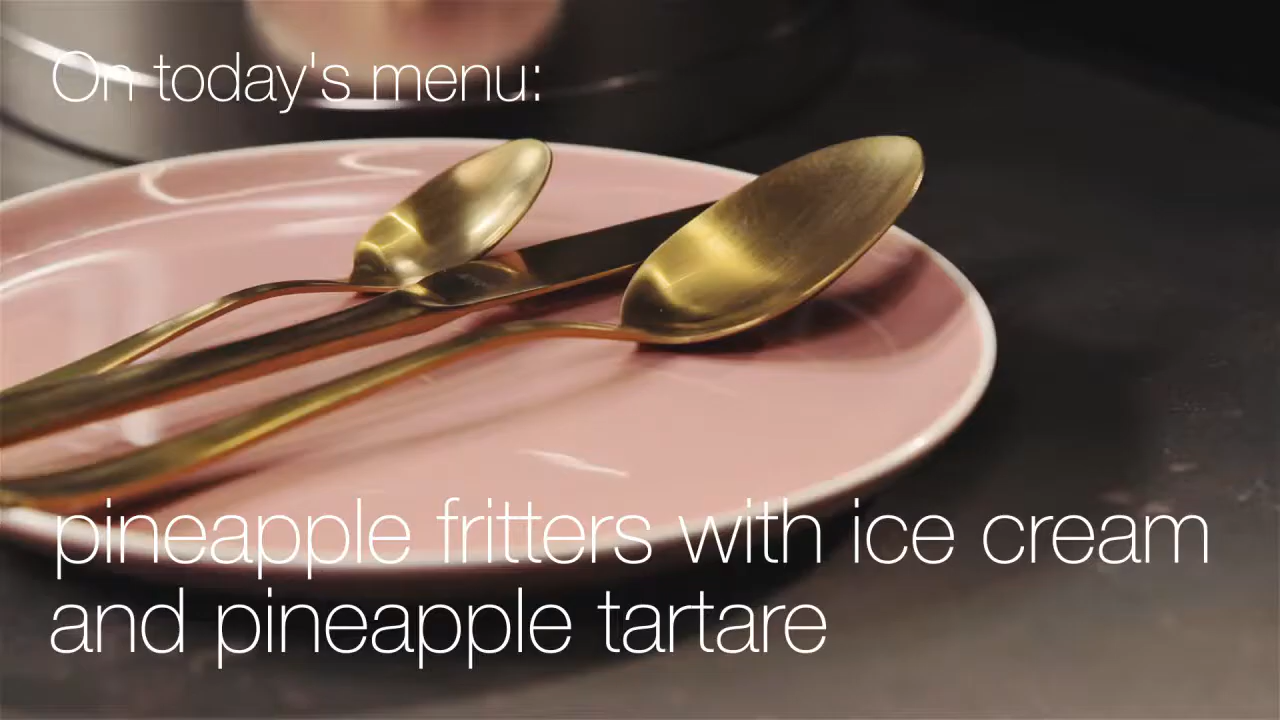 On today's menu:
pineapple fritters with ice cream
and pineapple tartare